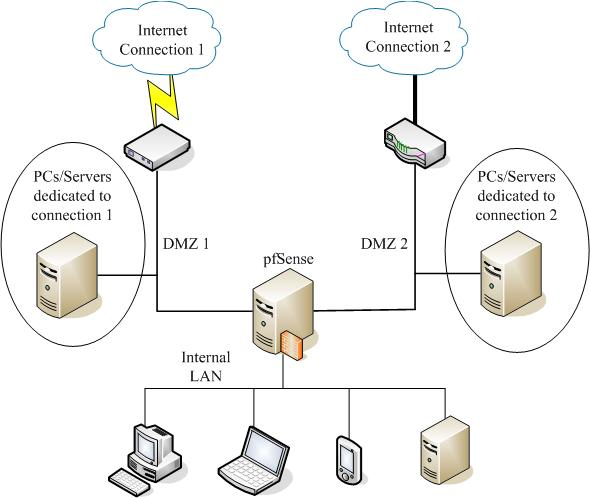 Internet
Connection 1
Internet
Connection 2
PCs/Servers
dedicated to
connection 1
PCs/Servers
dedicated to
connection 2
DMZ 1
DMZ 2
pfSense
Internal
LAN